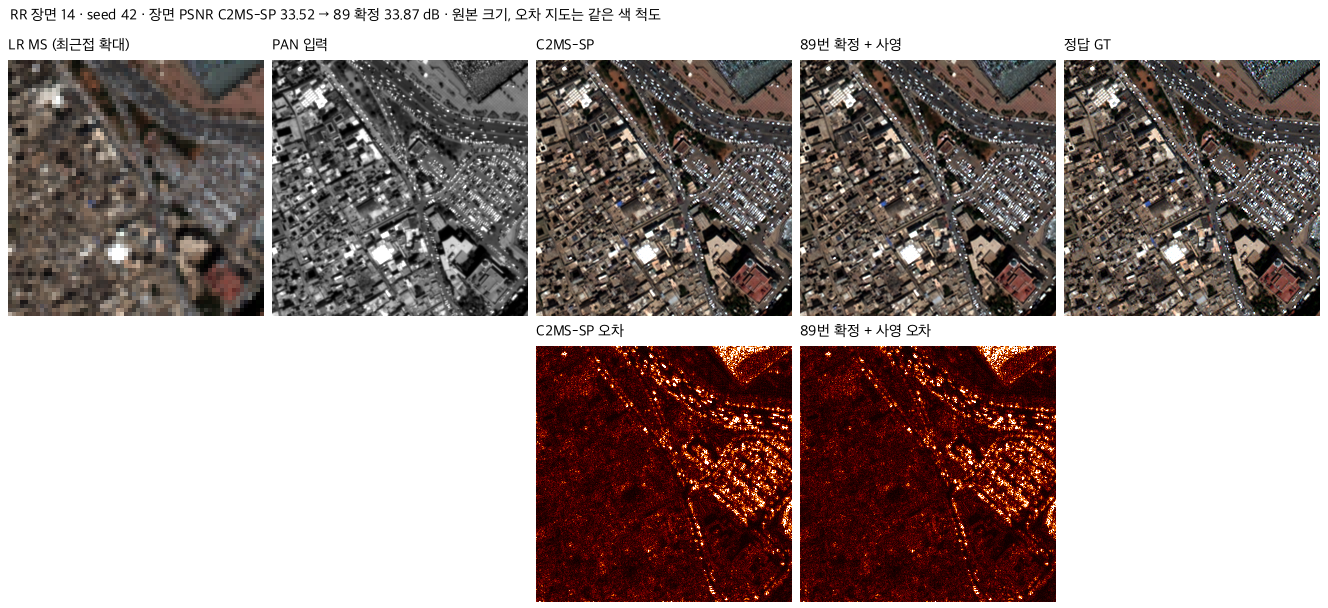 RR 장면 14 · seed 42 · 장면 PSNR C2MS-SP 33.52 → 89 확정 33.87 dB · 원본 크기, 오차 지도는 같은 색 척도
LR MS (최근접 확대)
PAN 입력
C2MS-SP
89번 확정 + 사영
정답 GT
C2MS-SP 오차
89번 확정 + 사영 오차